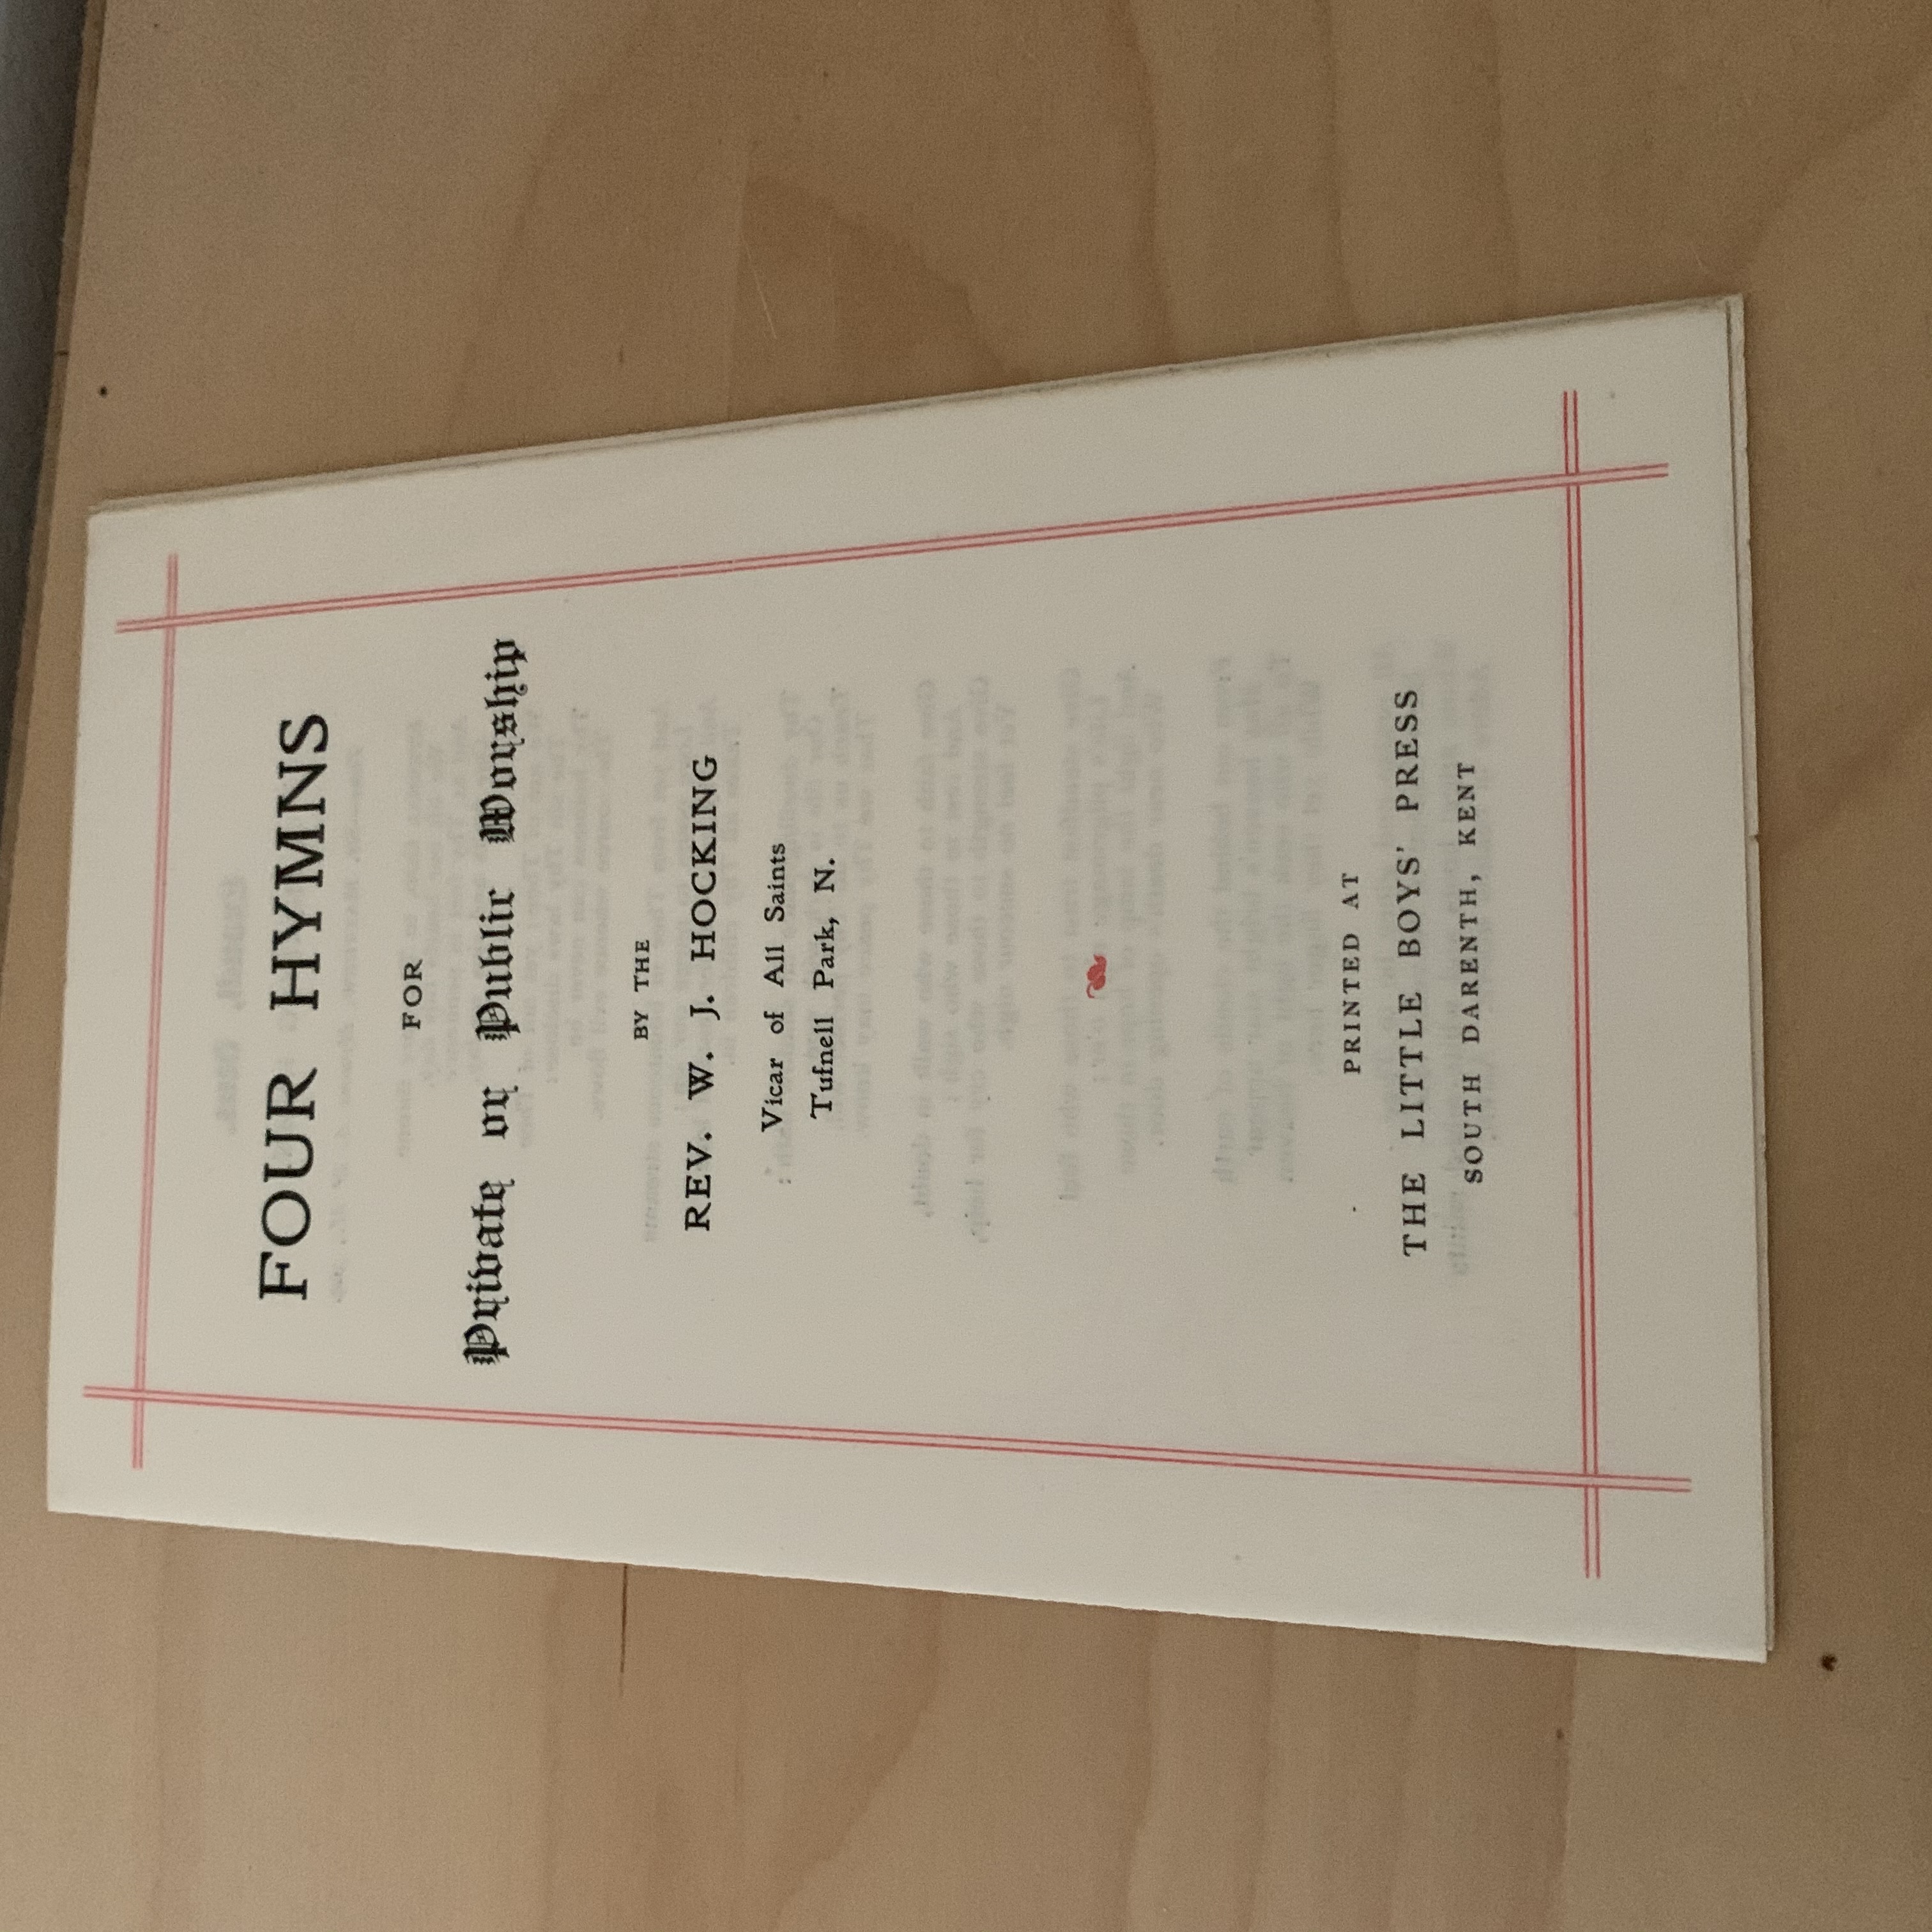 FOUR HYMNS
FOR
Private or Public Worship
BY THE
REV. W. J. HOCKING
Vicar of All Saints
Tufnell Park, N.
PRINTED AT
THE LITTLE BOYS' PRESS
SOUTH DARENTH, KENT